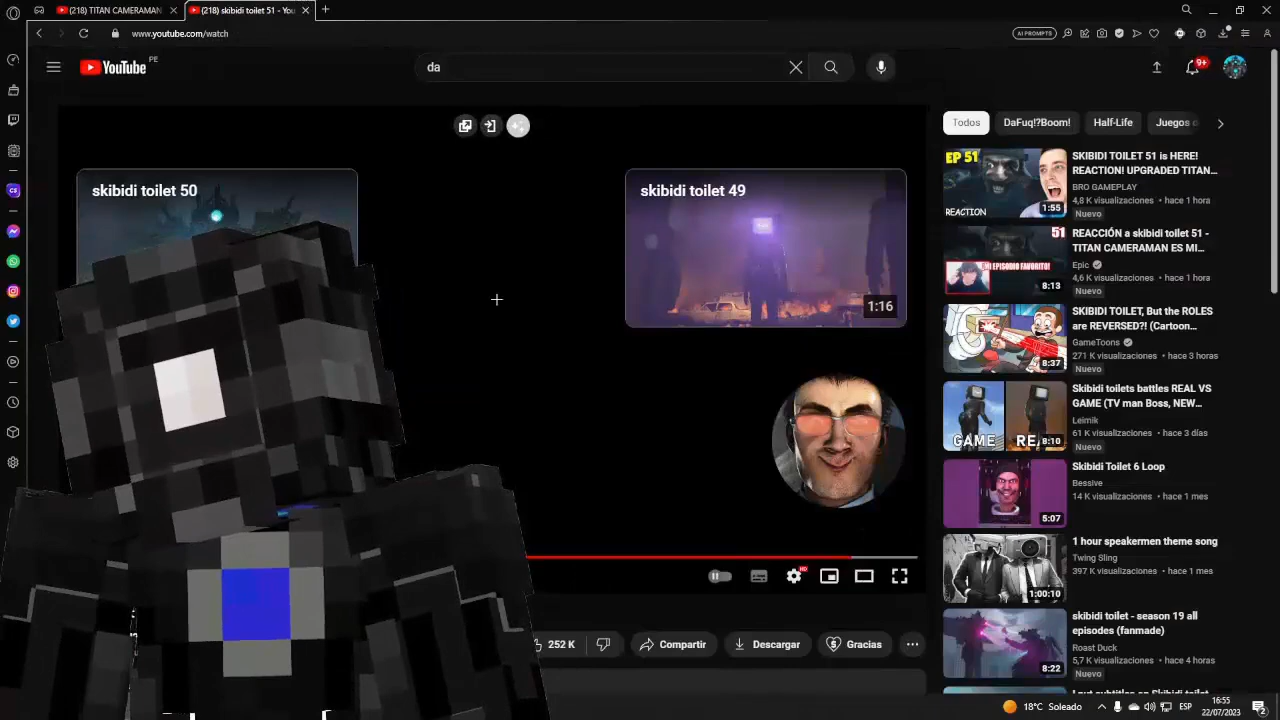 (218) TITAN CAMERAMAN
(218) skibidi toilet 51 - You
www.youtube.com/watch
AI PROMPTS
YouTube
PE
da
9+
skibidi toilet 50
skibidi toilet 49
1:16
HD
252 K
Compartir
Descargar
Gracias
Todos
DaFuq!?Boom!
Half-Life
Juegos d
EP 51
REACTION
1:55
SKIBIDI TOILET 51 is HERE!
REACTION! UPGRADED TITAN...
BRO GAMEPLAY
4,8 K visualizaciones • hace 1 hora
Nuevo
51
MI EPISODIO FAVORITO!
8:13
REACCIÓN a skibidi toilet 51 -
TITAN CAMERAMAN ES MI...
Epic
4,6 K visualizaciones • hace 1 hora
Nuevo
8:37
SKIBIDI TOILET, But the ROLES
are REVERSED?! (Cartoon...
GameToons
271 K visualizaciones • hace 3 horas
Nuevo
GAME
8:10
Skibidi toilets battles REAL VS
GAME (TV man Boss, NEW...
Leimik
61 K visualizaciones • hace 3 días
Nuevo
5:07
Skibidi Toilet 6 Loop
Bessive
14 K visualizaciones • hace 1 mes
1:00:10
1 hour speakermen theme song
Twing Sling
397 K visualizaciones • hace 1 mes
8:22
skibidi toilet - season 19 all
episodes (fanmade)
Roast Duck
5,7 K visualizaciones • hace 4 horas
Nuevo
18°C Soleado
ESP
16:55
22/07/2023
2